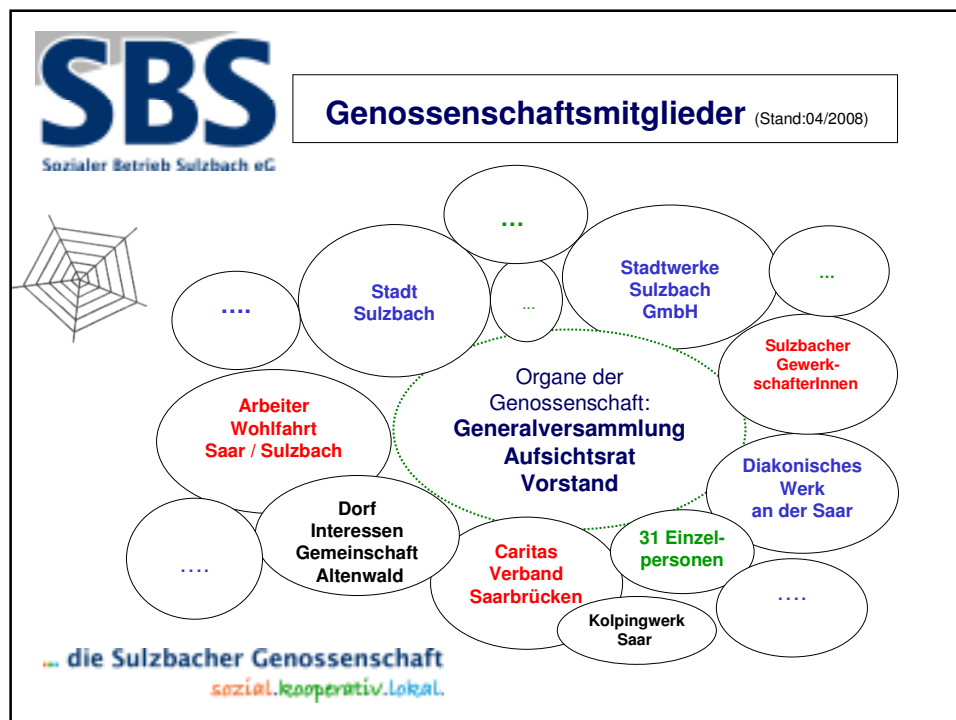 SBS
Sozialer Betrieb Sulzbach eG
Genossenschaftsmitglieder (Stand:04/2008)
…
Stadtwerke
Sulzbach
GmbH
…
....
Stadt
Sulzbach
…
Sulzbacher
Gewerk-
schafterInnen
Organe der
Genossenschaft:
Generalversammlung
Aufsichtsrat
Vorstand
Arbeiter
Wohlfahrt
Saar / Sulzbach
Diakonisches
Werk
an der Saar
Dorf
Interessen
Gemeinschaft
Altenwald
31 Einzel-
personen
Caritas
Verband
Saarbrücken
....
....
Kolpingwerk
Saar
... die Sulzbacher Genossenschaft
sozial.kooperativ.lokal.